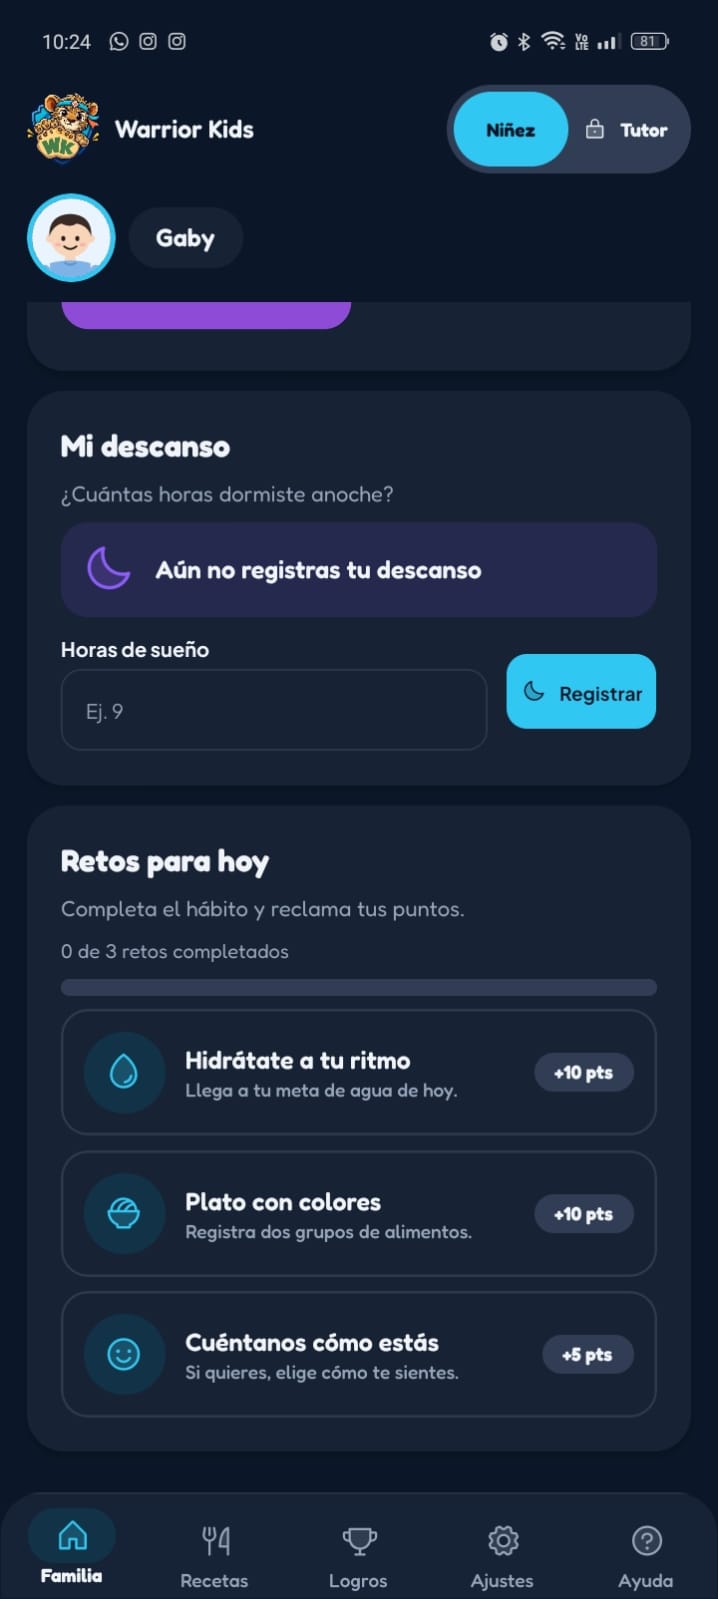 10:24
Vo LTE
81
WK
Warrior Kids
Niñez
Tutor
Gaby
Mi descanso
¿Cuántas horas dormiste anoche?
Aún no registras tu descanso
Horas de sueño
Ej. 9
Registrar
Retos para hoy
Completa el hábito y reclama tus puntos.
0 de 3 retos completados
Hidrátate a tu ritmo
+10 pts
Llega a tu meta de agua de hoy.
Plato con colores
+10 pts
Registra dos grupos de alimentos.
Cuéntanos cómo estás
+5 pts
Si quieres, elige cómo te sientes.
Familia
Recetas
Logros
Ajustes
Ayuda